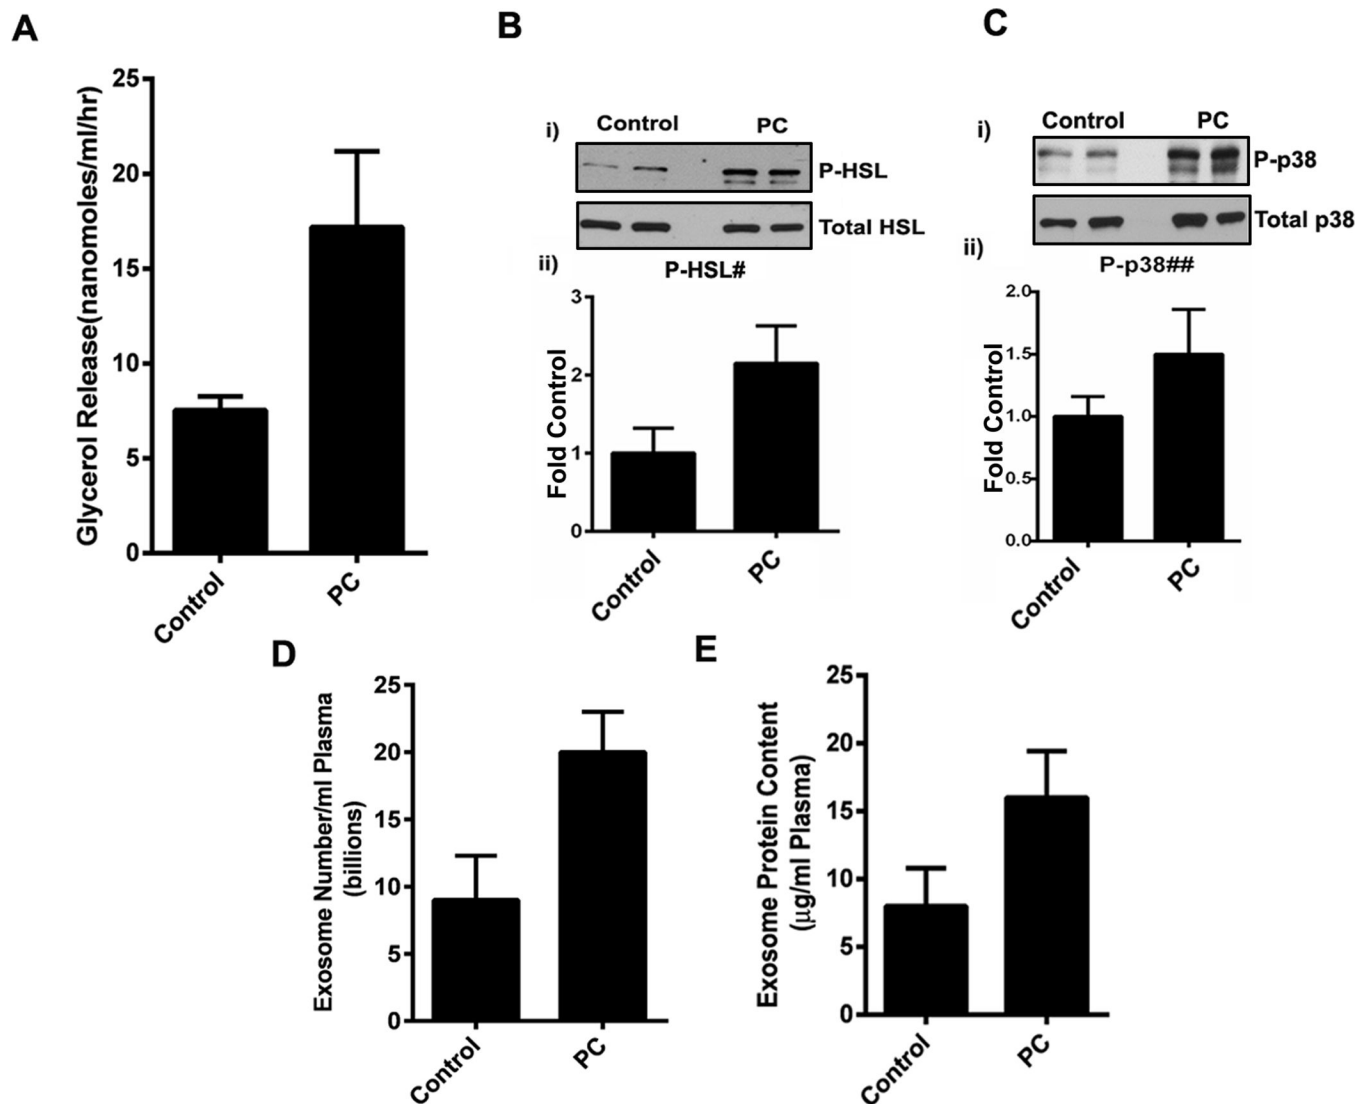 A
Glycerol Release(nanomoles/ml/hr)
25
20
15
10
5
0
Control
PC
B
i)
Control
PC
P-HSL
Total HSL
ii)
P-HSL#
Fold Control
3
2
1
0
Control
PC
C
i)
Control
PC
P-p38
Total p38
ii)
P-p38##
Fold Control
2.0
1.5
1.0
0.5
0.0
Control
PC
D
Exosome Number/ml Plasma
(billions)
25
20
15
10
5
0
Control
PC
E
Exosome Protein Content
(µg/ml Plasma)
25
20
15
10
5
0
Control
PC